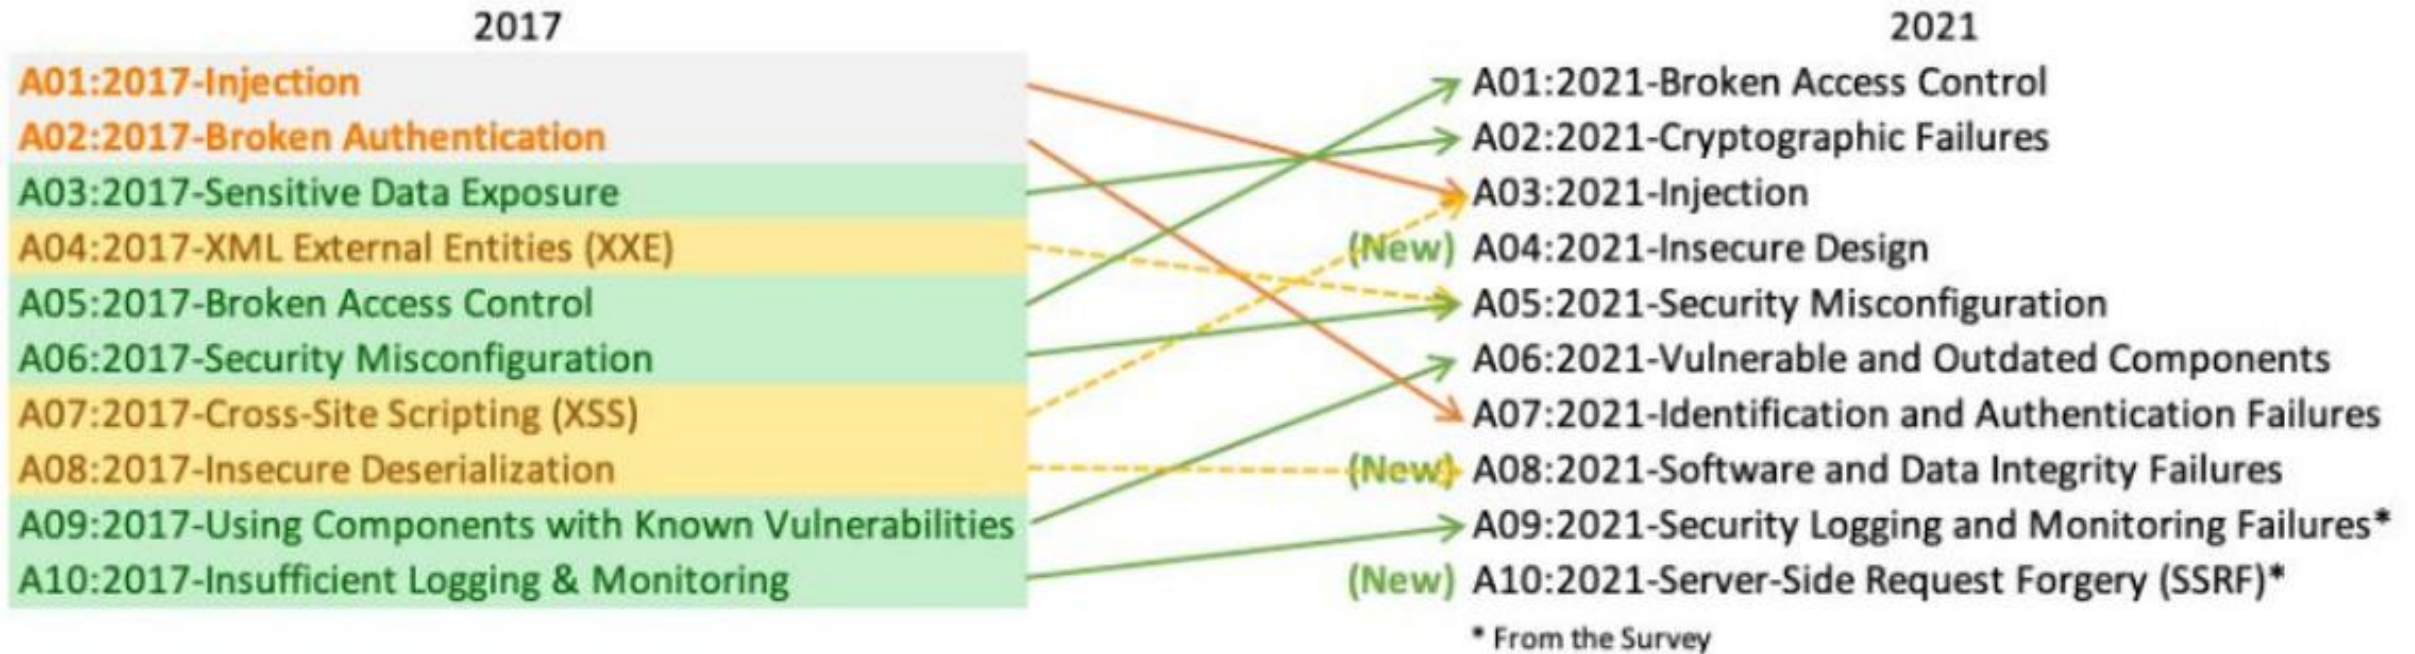 2017
A01:2017-Injection
A02:2017-Broken Authentication
A03:2017-Sensitive Data Exposure
A04:2017-XML External Entities (XXE)
A05:2017-Broken Access Control
A06:2017-Security Misconfiguration
A07:2017-Cross-Site Scripting (XSS)
A08:2017-Insecure Deserialization
A09:2017-Using Components with Known Vulnerabilities
A10:2017-Insufficient Logging & Monitoring
2021
A01:2021-Broken Access Control
A02:2021-Cryptographic Failures
A03:2021-Injection
(New) A04:2021-Insecure Design
A05:2021-Security Misconfiguration
A06:2021-Vulnerable and Outdated Components
A07:2021-Identification and Authentication Failures
(New) A08:2021-Software and Data Integrity Failures
A09:2021-Security Logging and Monitoring Failures*
(New) A10:2021-Server-Side Request Forgery (SSRF)*
* From the Survey